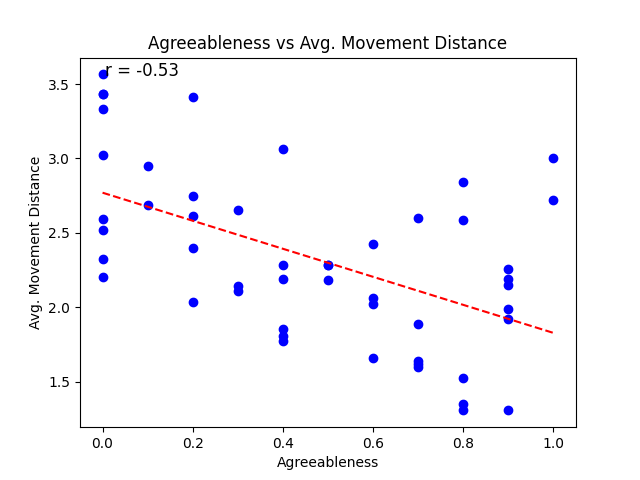 Agreeableness vs Avg. Movement Distance
r = -0.53
3.5
3.0
2.5
2.0
1.5
Avg. Movement Distance
0.0 0.2 0.4 0.6 0.8 1.0
Agreeableness